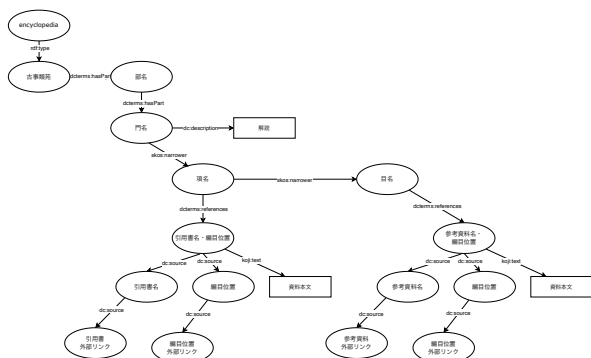 encyclopedia
rdf:type
古事類苑
dcterms:hasPart
部名
dcterms:hasPart
門名
dc:description
解説
skos:narrower
項名
skos:narrower
目名
dcterms:references
dcterms:references
引用書名・編目位置
参考資料名・
編目位置
dc:source
dc:source
koji:text
dc:source
dc:source
koji:text
引用書名
編目位置
資料本文
参考資料名
編目位置
資料本文
dc:source
dc:source
dc:source
dc:source
引用書
外部リンク
編目位置
外部リンク
参考資料
外部リンク
編目位置
外部リンク